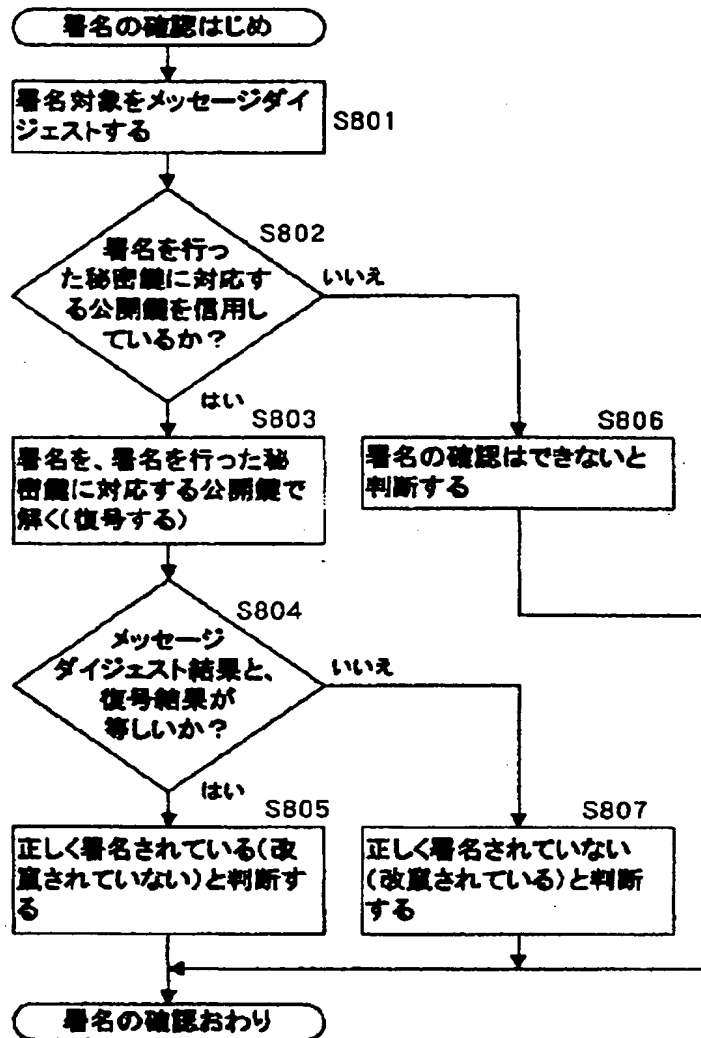 署名の確認はじめ
署名対象をメッセージダイ
ジェストする
S801
S802
署名を行っ
た秘密鍵に対応す
る公開鍵を信用し
ているか？
いいえ
はい
S803
署名を、署名を行った秘
密鍵に対応する公開鍵で
解く(復号する)
S806
署名の確認はできないと
判断する
S804
メッセージ
ダイジェスト結果と、
復号結果が
等しいか？
いいえ
はい
S805
正しく署名されている(改
竄されていない)と判断す
る
S807
正しく署名されていない
(改竄されている)と判断
する
署名の確認おわり